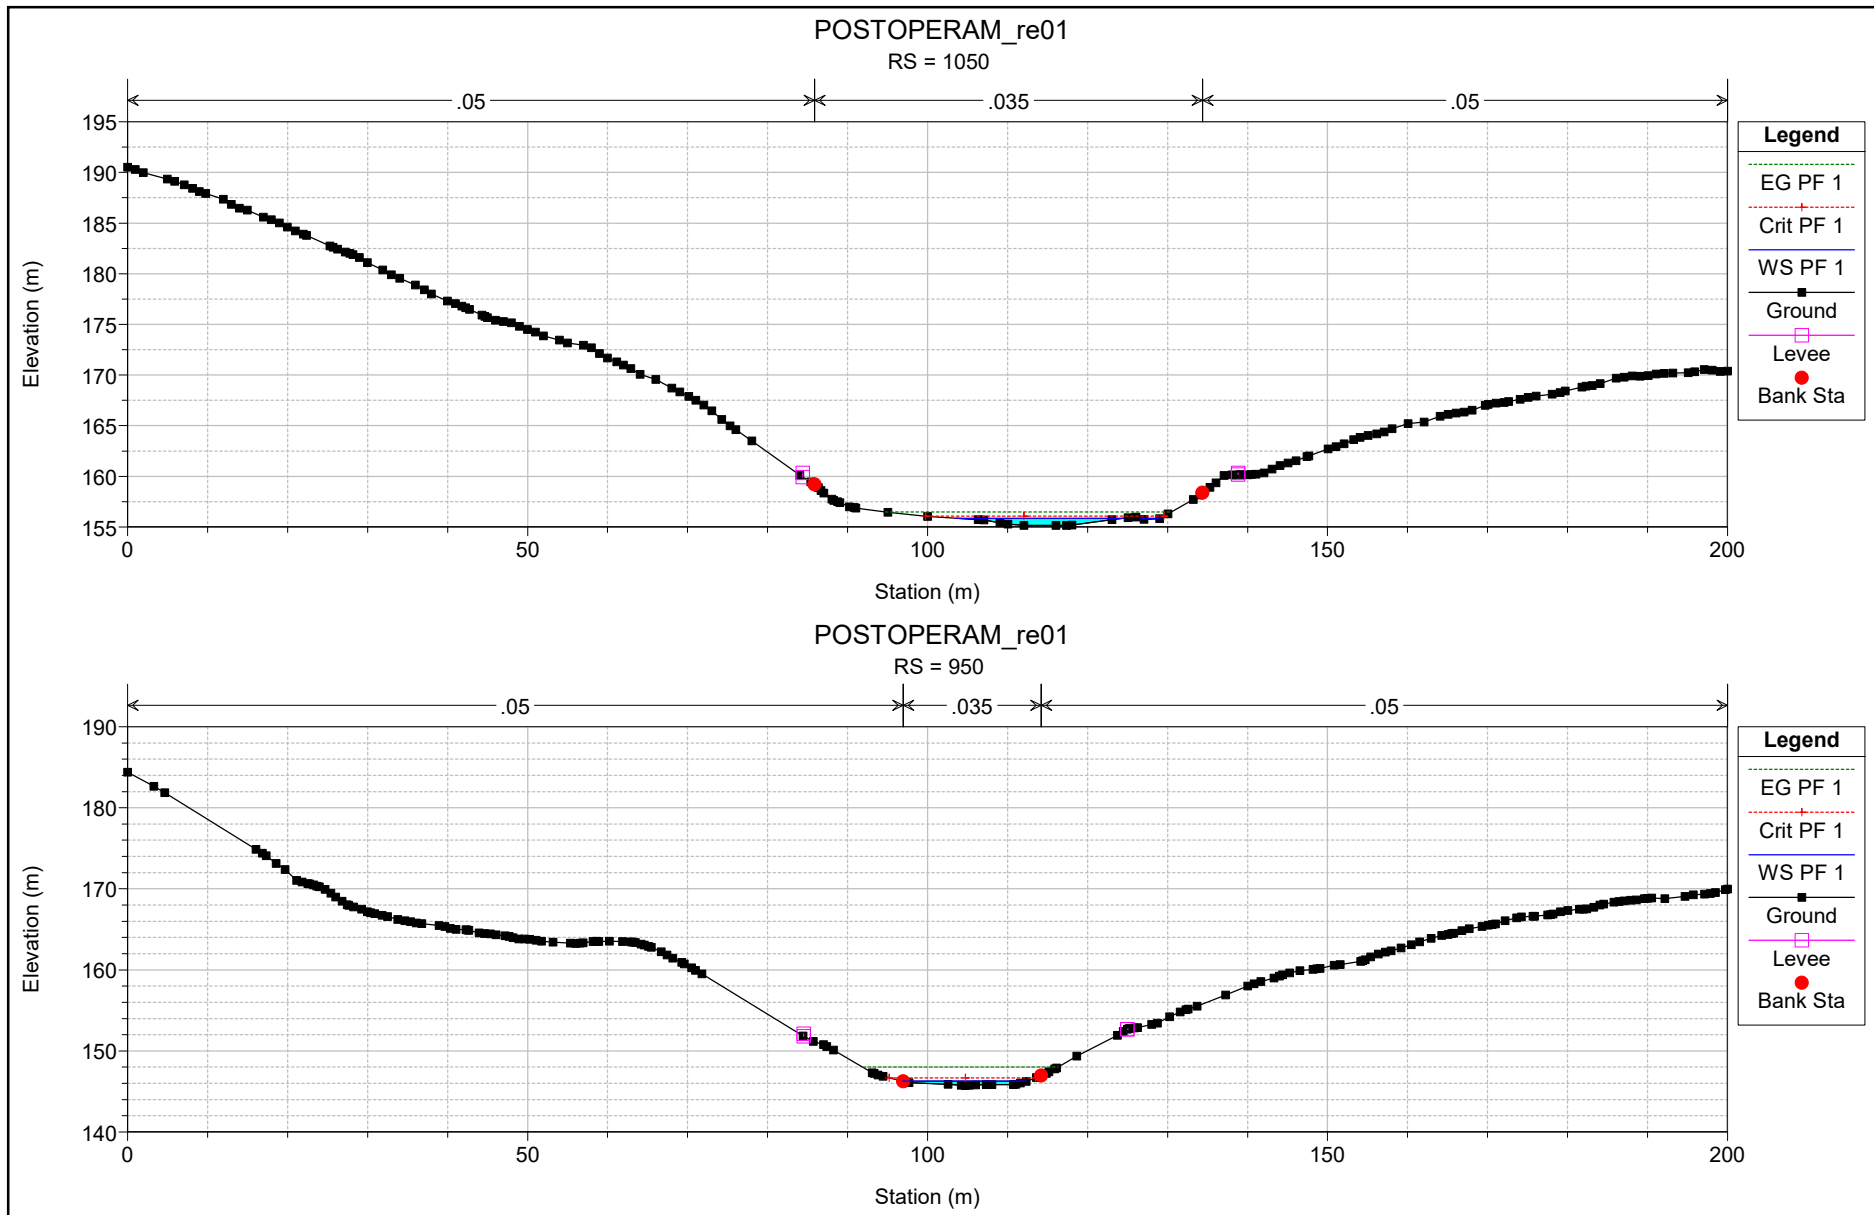 POSTOPERAM_re01
RS = 1050
.05 .035 .05
195
190
185
180
175
170
165
160
155
0 50 100 150 200
Elevation (m)
Station (m)
Legend
EG PF 1
Crit PF 1
WS PF 1
Ground
Levee
Bank Sta
POSTOPERAM_re01
RS = 950
.05 .035 .05
190
180
170
160
150
140
0 50 100 150 200
Elevation (m)
Station (m)
Legend
EG PF 1
Crit PF 1
WS PF 1
Ground
Levee
Bank Sta